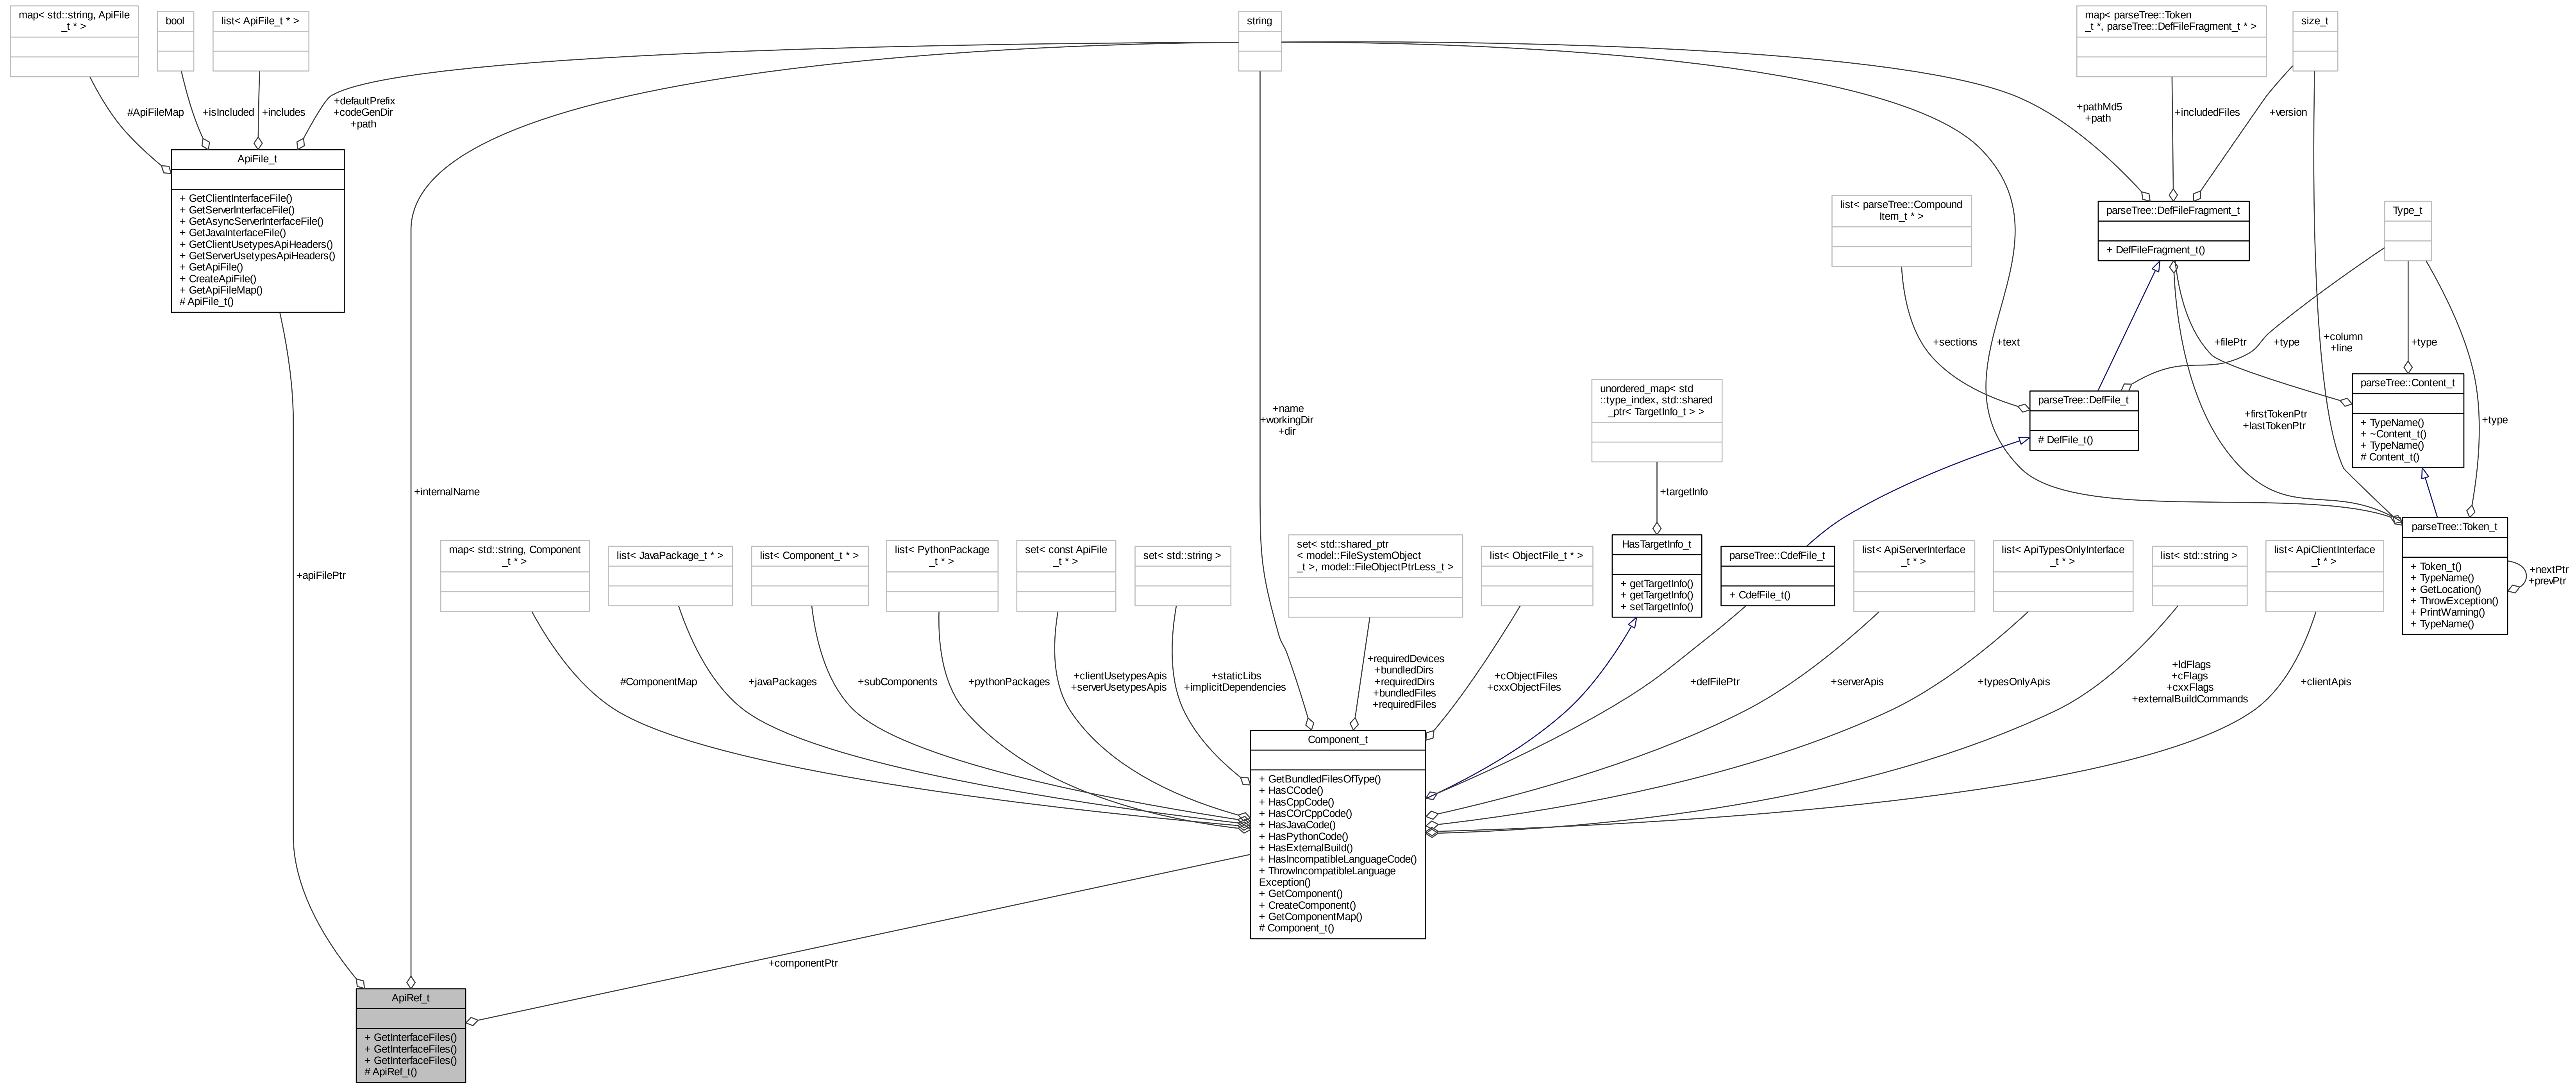 map< std::string, ApiFile
_t * >
bool
list< ApiFile_t * >
string
map< parseTree::Token
_t *, parseTree::DefFileFragment_t * >
size_t
#ApiFileMap
+isIncluded
+includes
+defaultPrefix
+codeGenDir
+path
+pathMd5
+path
+includedFiles
+version
ApiFile_t
+ GetClientInterfaceFile()
+ GetServerInterfaceFile()
+ GetAsyncServerInterfaceFile()
+ GetJavaInterfaceFile()
+ GetClientUsetypesApiHeaders()
+ GetServerUsetypesApiHeaders()
+ GetApiFile()
+ CreateApiFile()
+ GetApiFileMap()
# ApiFile_t()
list< parseTree::Compound
Item_t * >
parseTree::DefFileFragment_t
+ DefFileFragment_t()
Type_t
+sections
+text
+column
+line
+filePtr
+type
+type
unordered_map< std
::type_index, std::shared
_ptr< TargetInfo_t > >
parseTree::DefFile_t
# DefFile_t()
parseTree::Content_t
+ TypeName()
+ ~Content_t()
+ TypeName()
# Content_t()
+name
+workingDir
+dir
+firstTokenPtr
+lastTokenPtr
+type
+internalName
+targetInfo
parseTree::Token_t
+ Token_t()
+ TypeName()
+ GetLocation()
+ ThrowException()
+ PrintWarning()
+ TypeName()
+nextPtr
+prevPtr
+apiFilePtr
map< std::string, Component
_t * >
list< JavaPackage_t * >
list< Component_t * >
list< PythonPackage
_t * >
set< const ApiFile
_t * >
set< std::string >
set< std::shared_ptr
< model::FileSystemObject
_t >, model::FileObjectPtrLess_t >
list< ObjectFile_t * >
HasTargetInfo_t
+ getTargetInfo()
+ getTargetInfo()
+ setTargetInfo()
parseTree::CdefFile_t
+ CdefFile_t()
list< ApiServerInterface
_t * >
list< ApiTypesOnlyInterface
_t * >
list< std::string >
list< ApiClientInterface
_t * >
#ComponentMap
+javaPackages
+subComponents
+pythonPackages
+clientUsetypesApis
+serverUsetypesApis
+staticLibs
+implicitDependencies
+requiredDevices
+bundledDirs
+requiredDirs
+bundledFiles
+requiredFiles
+cObjectFiles
+cxxObjectFiles
+defFilePtr
+serverApis
+typesOnlyApis
+ldFlags
+cFlags
+cxxFlags
+externalBuildCommands
+clientApis
Component_t
+ GetBundledFilesOfType()
+ HasCCode()
+ HasCppCode()
+ HasCOrCppCode()
+ HasJavaCode()
+ HasPythonCode()
+ HasExternalBuild()
+ HasIncompatibleLanguageCode()
+ ThrowIncompatibleLanguage
Exception()
+ GetComponent()
+ CreateComponent()
+ GetComponentMap()
# Component_t()
+componentPtr
ApiRef_t
+ GetInterfaceFiles()
+ GetInterfaceFiles()
+ GetInterfaceFiles()
# ApiRef_t()